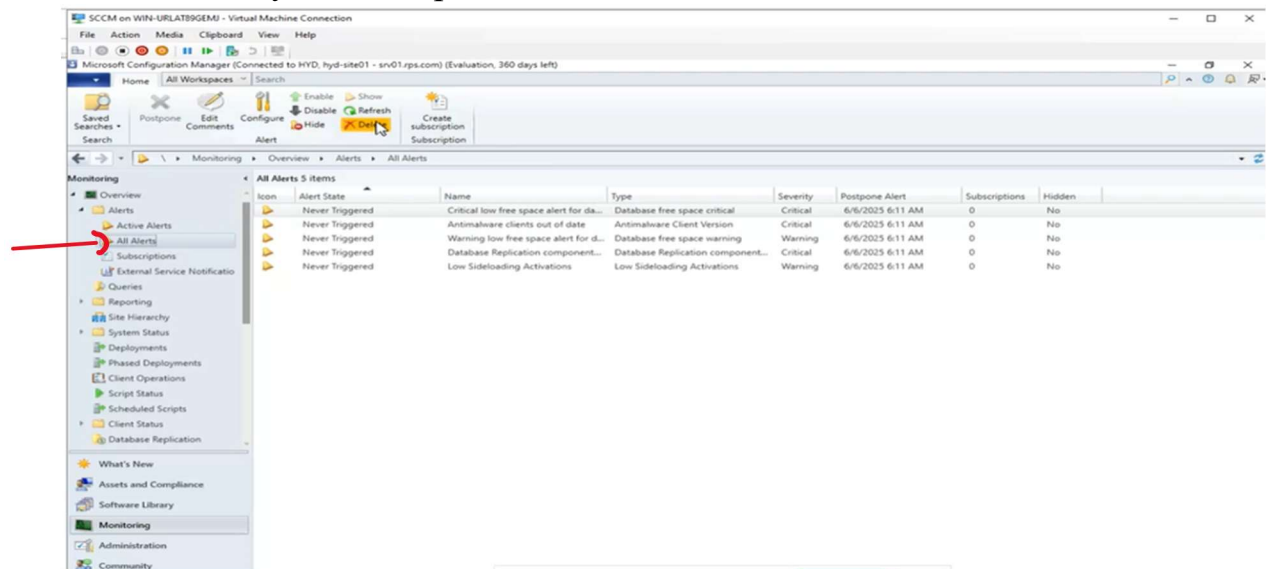 SCCM on WIN-URLAT89GEMJ - Virtual Machine Connection
File Action Media Clipboard View Help
Microsoft Configuration Manager (Connected to HYD, hyd-site01 - srv01.rps.com) (Evaluation, 360 days left)
Home All Workspaces Search
Saved Searches
Postpone
Edit Comments
Configure
Enable Show
Disable Refresh
Hide
Create subscription
Search Alert Subscription
\ Monitoring Overview Alerts All Alerts
Monitoring
Overview
Alerts
Active Alerts
All Alerts
Subscriptions
External Service Notificatio
Queries
Reporting
Site Hierarchy
System Status
Deployments
Phased Deployments
Client Operations
Script Status
Scheduled Scripts
Client Status
Database Replication
What's New
Assets and Compliance
Software Library
Monitoring
Administration
Community
All Alerts 5 items
Icon Alert State Name Type Severity Postpone Alert Subscriptions Hidden
Never Triggered Critical low free space alert for da... Database free space critical Critical 6/6/2025 6:11 AM 0 No
Never Triggered Antimalware clients out of date Antimalware Client Version Critical 6/6/2025 6:11 AM 0 No
Never Triggered Warning low free space alert for d... Database free space warning Warning 6/6/2025 6:11 AM 0 No
Never Triggered Database Replication component... Database Replication component... Critical 6/6/2025 6:11 AM 0 No
Never Triggered Low Sideloading Activations Low Sideloading Activations Warning 6/6/2025 6:11 AM 0 No